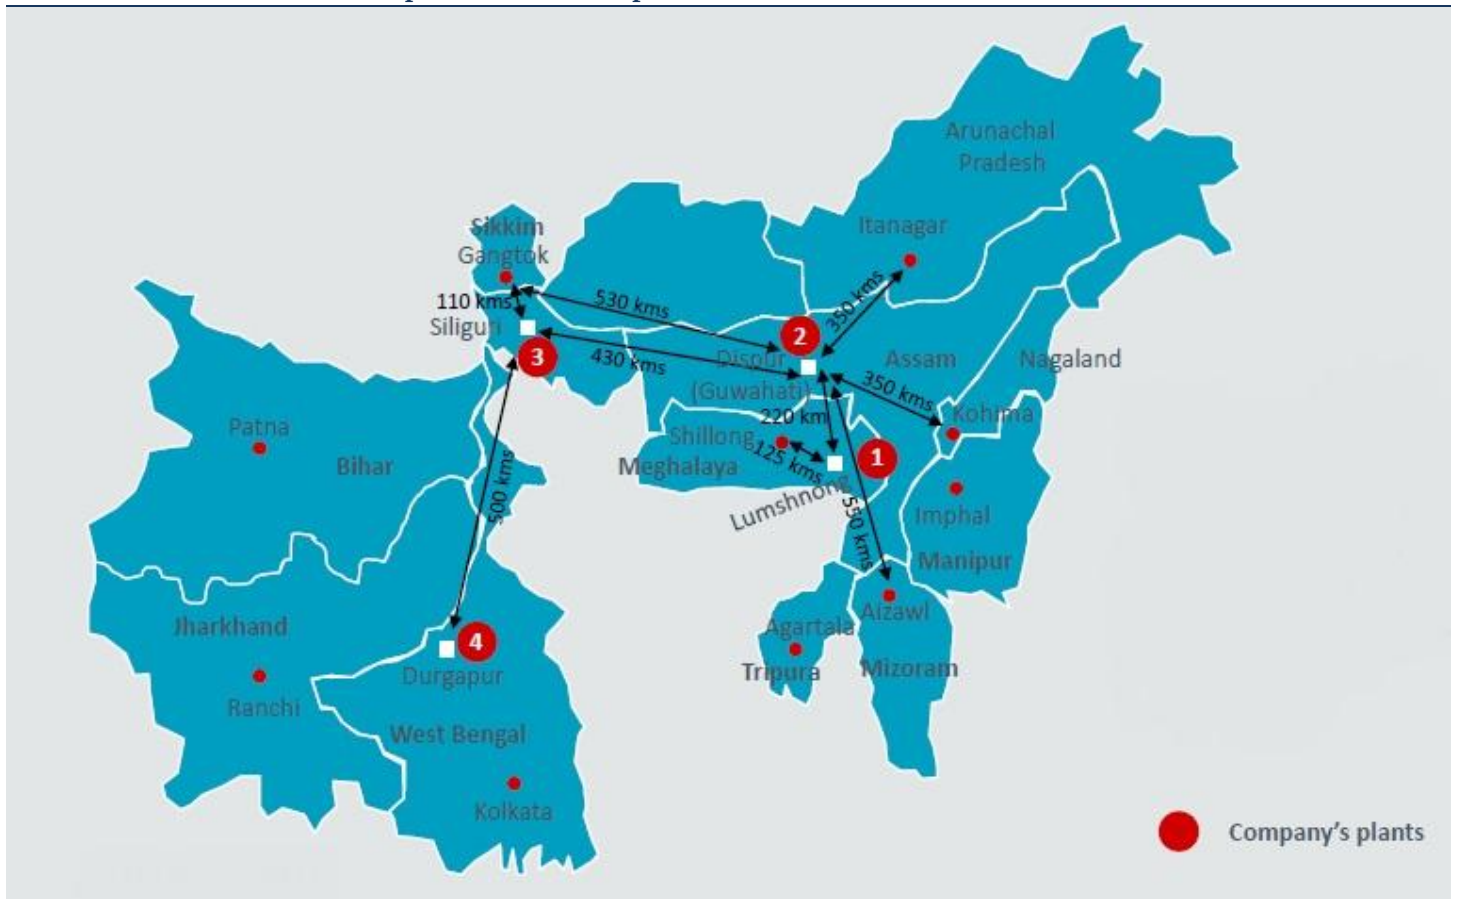 Arunachal
Pradesh
Itanagar
Sikkim
Gangtok
110 kms
Siliguri
530 kms
430 kms
350 kms
2
3
Dispur
(Guwahati)
Assam
Nagaland
350 kms
Kohima
220 km
Shillong
125 kms
1
Meghalaya
Lumshnong
550 kms
Imphal
Manipur
Patna
Bihar
500 kms
Jharkhand
Ranchi
4
Durgapur
West Bengal
Kolkata
Agartala
Tripura
Aizawl
Mizoram
Company's plants